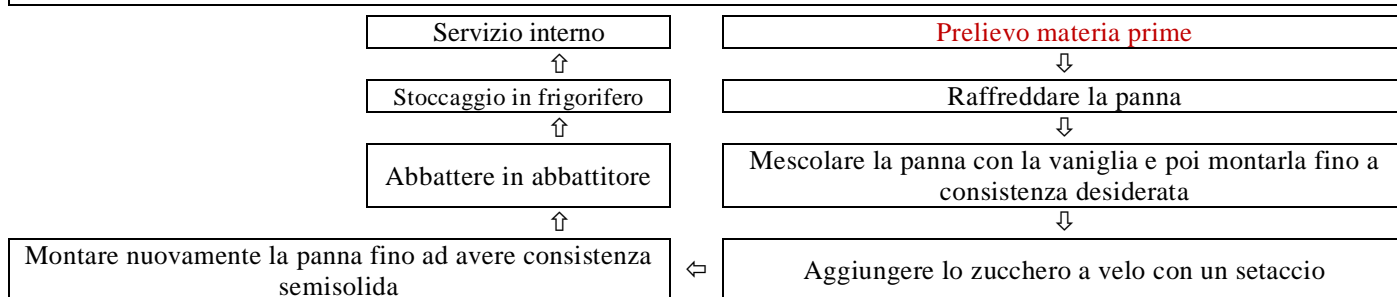 Servizio interno
Prelievo materia prime
⇧
⇩
Stoccaggio in frigorifero
Raffreddare la panna
⇧
⇩
Abbattere in abbattitore
Mescolare la panna con la vaniglia e poi montarla fino a
consistenza desiderata
⇧
⇩
Montare nuovamente la panna fino ad avere consistenza
semisolida
⇦
Aggiungere lo zucchero a velo con un setaccio